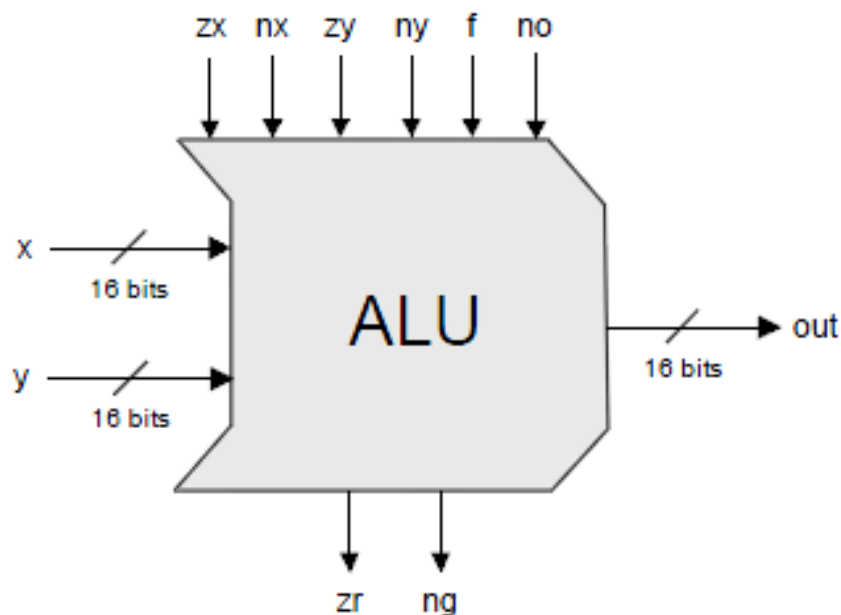 zx nx zy ny f no
x
16 bits
ALU
out
16 bits
y
16 bits
zr ng